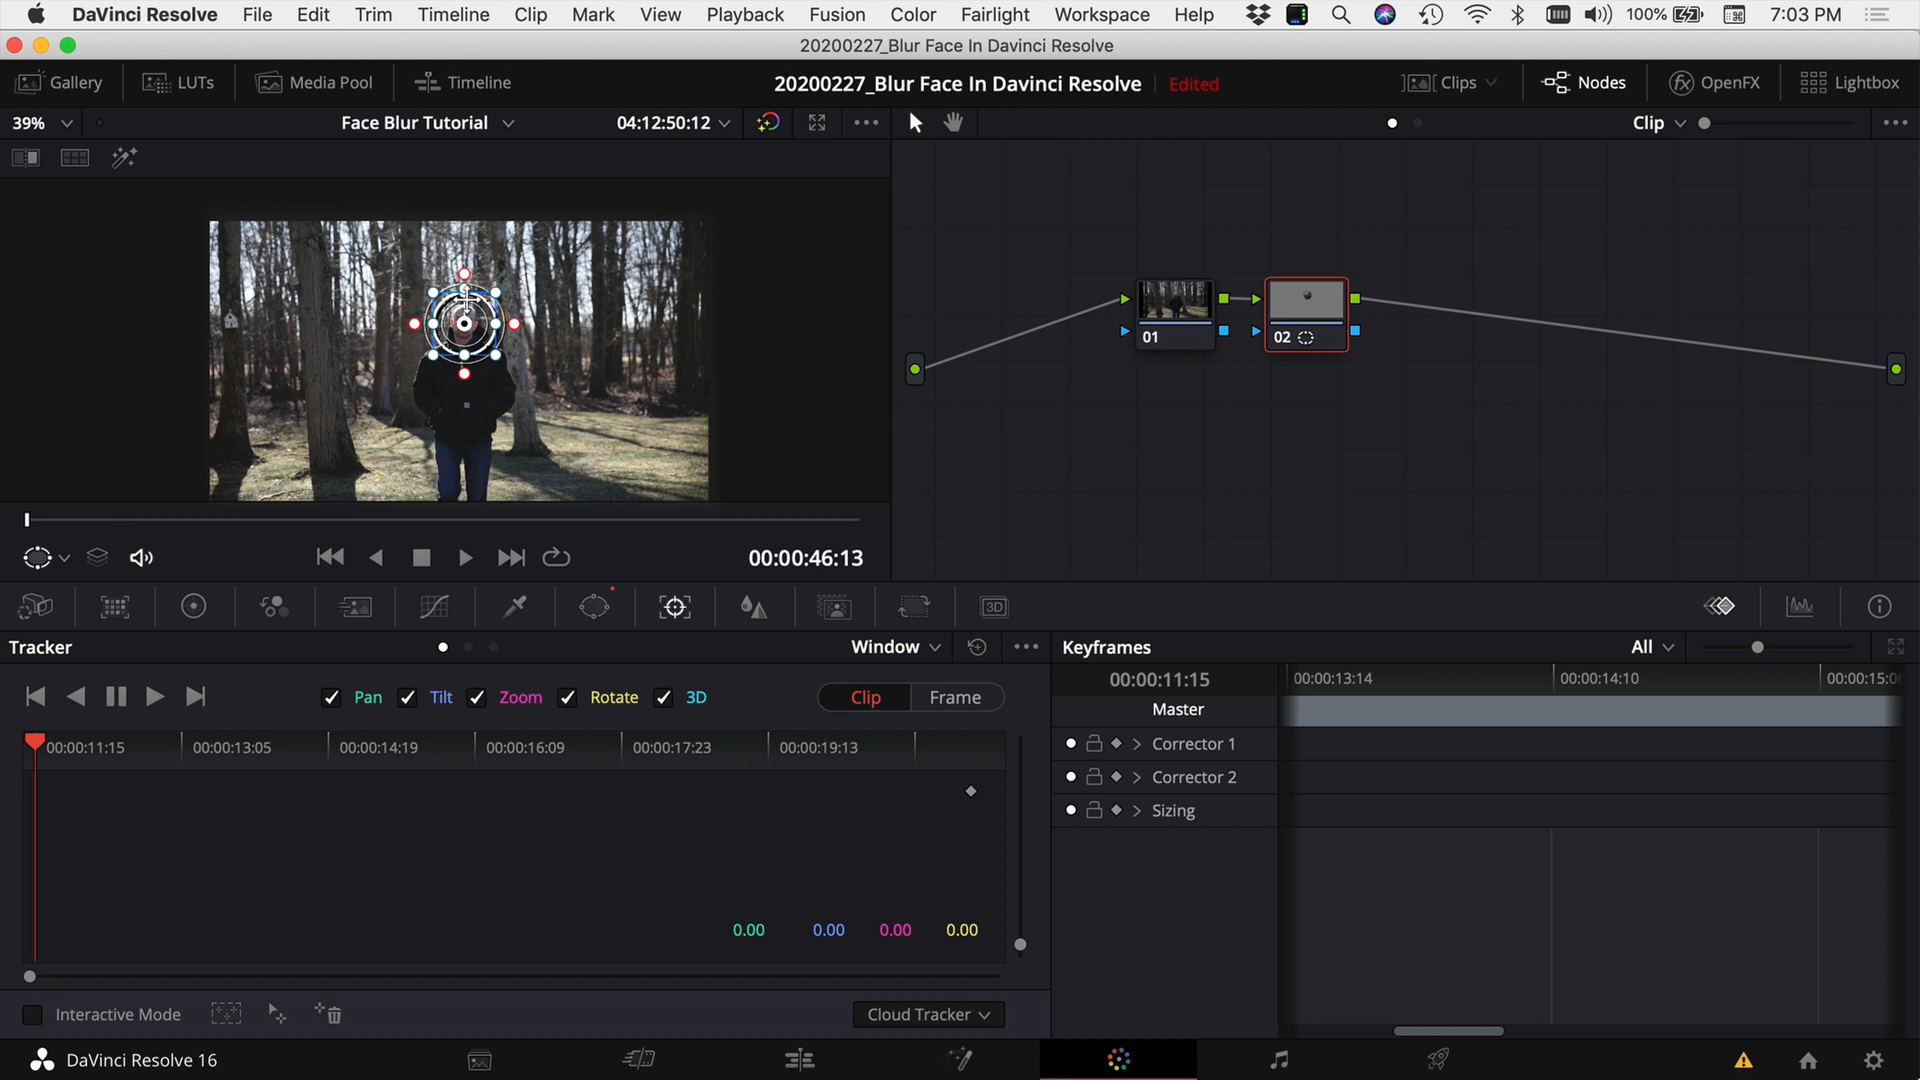 DaVinci Resolve File Edit Trim Timeline Clip Mark View Playback Fusion Color Fairlight Workspace Help 100% 7:03 PM
20200227_Blur Face In Davinci Resolve
Gallery LUTs Media Pool Timeline 20200227_Blur Face In Davinci Resolve Edited Clips Nodes OpenFX Lightbox
39% Face Blur Tutorial 04:12:50:12 Clip
01 02
00:00:46:13
3D
Tracker Window Keyframes All
Pan Tilt Zoom Rotate 3D Clip Frame
00:00:11:15 00:00:13:14 00:00:14:10 00:00:15:0
Master
00:00:11:15 00:00:13:05 00:00:14:19 00:00:16:09 00:00:17:23 00:00:19:13
Corrector 1
Corrector 2
Sizing
0.00 0.00 0.00 0.00
Interactive Mode Cloud Tracker
DaVinci Resolve 16